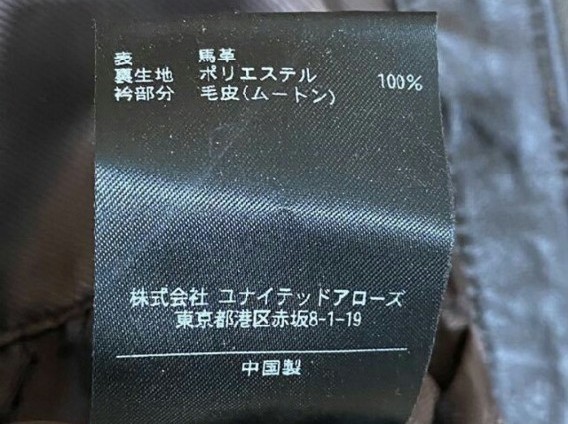 表 馬革
裏生地 ポリエステル 100%
衿部分 毛皮(ムートン)
株式会社 ユナイテッドアローズ
東京都港区赤坂8-1-19
中国製